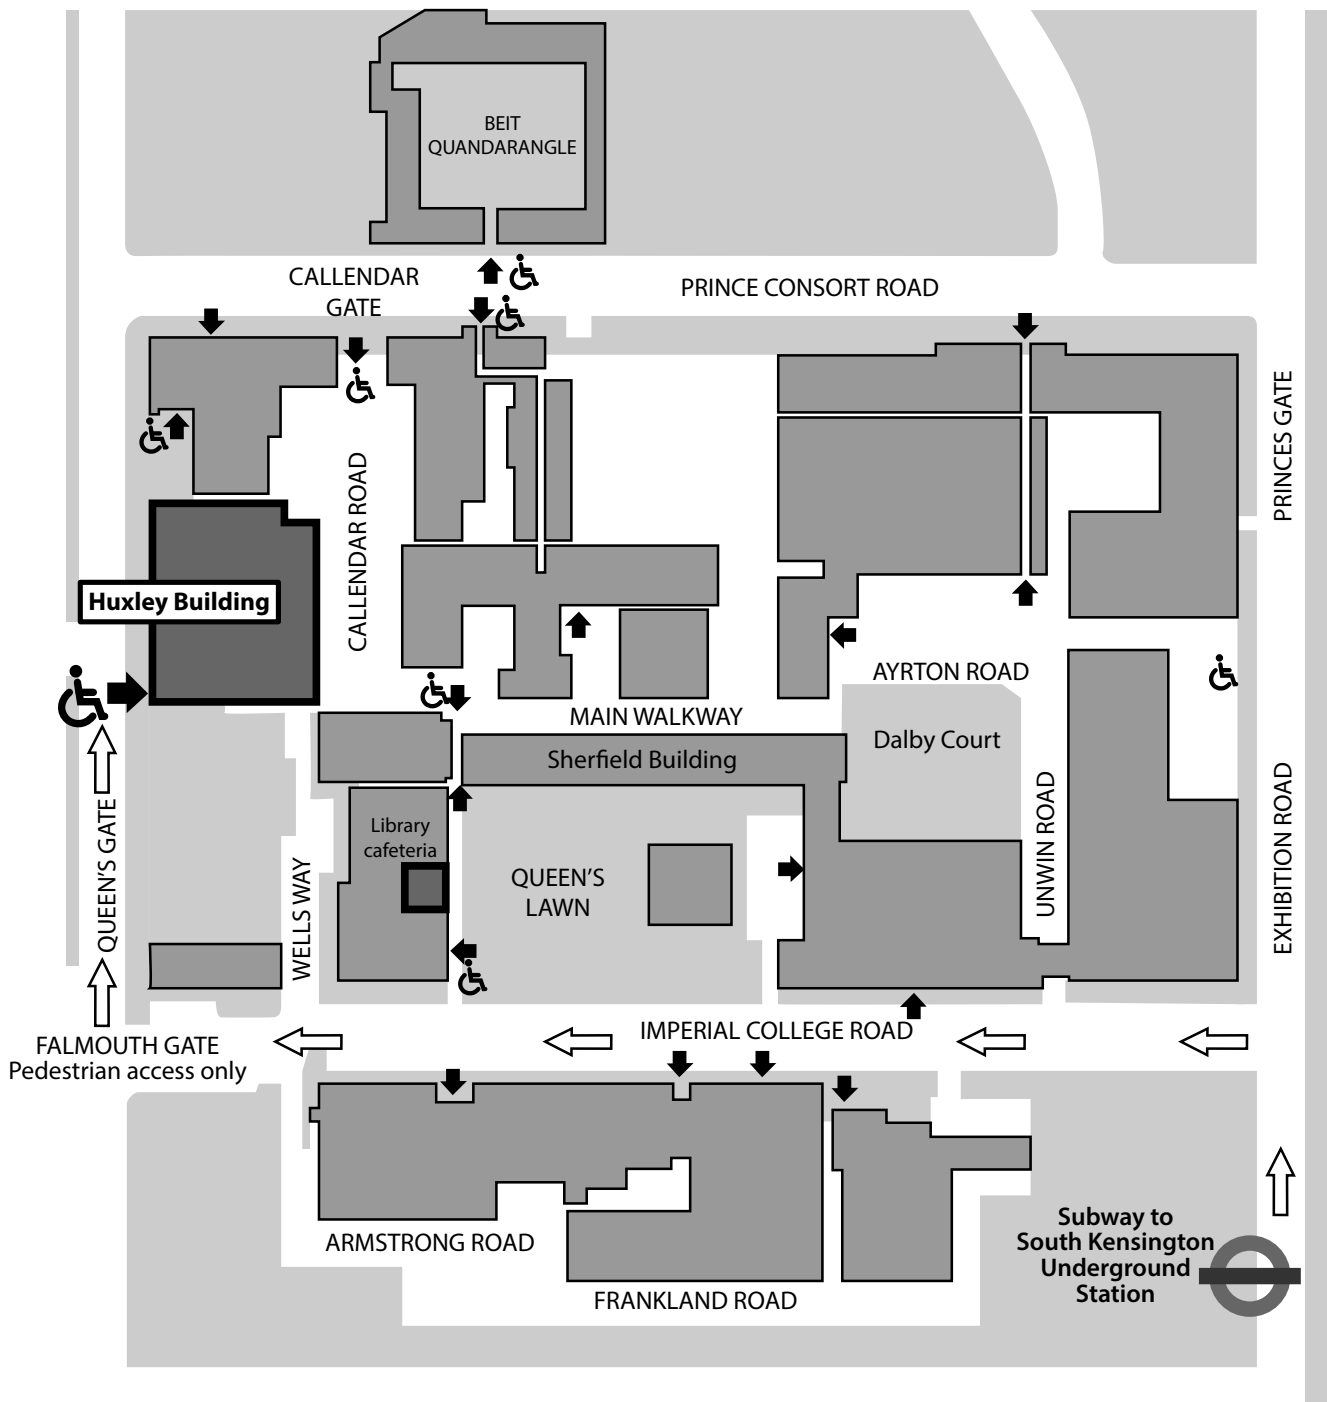 BEIT
QUANDARANGLE
CALLENDAR
GATE
PRINCE CONSORT ROAD
PRINCES GATE
CALLENDAR ROAD
Huxley Building
AYRTON ROAD
MAIN WALKWAY
Dalby Court
Sherfield Building
Library
cafeteria
QUEEN'S
LAWN
QUEEN'S GATE
WELLS WAY
UNWIN ROAD
EXHIBITION ROAD
IMPERIAL COLLEGE ROAD
FALMOUTH GATE
Pedestrian access only
ARMSTRONG ROAD
FRANKLAND ROAD
Subway to
South Kensington
Underground
Station